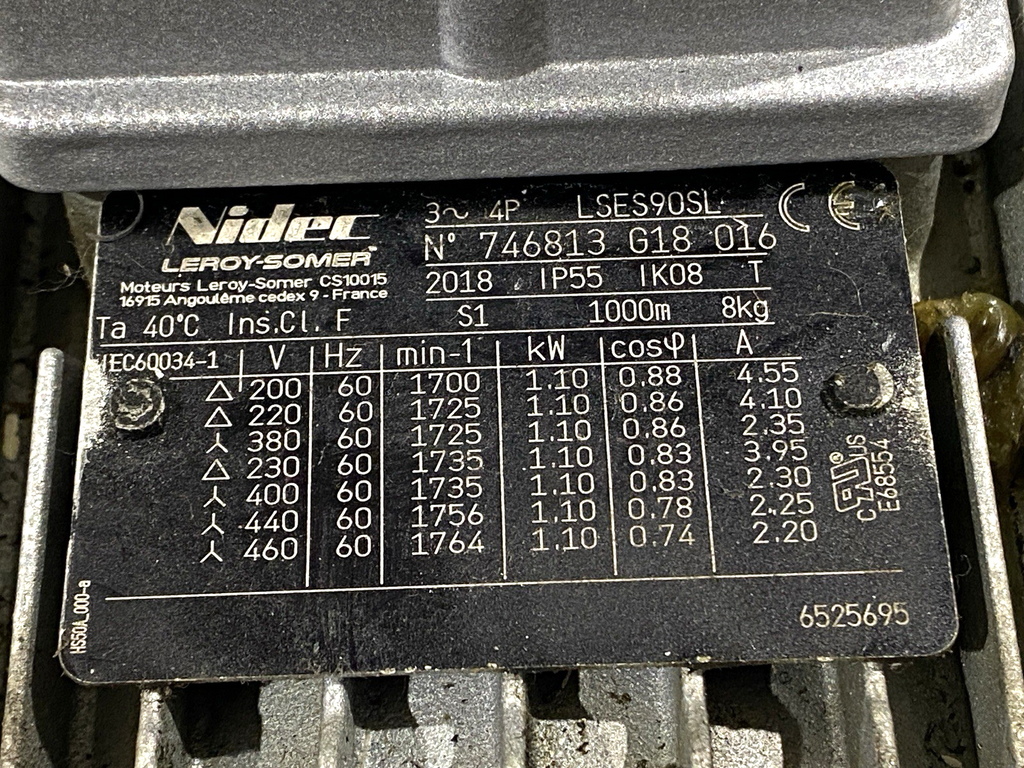 Nidec
LEROY-SOMER
Moteurs Leroy-Somer CS10015
16915 Angoulême cedex 9 - France
3~ 4P LSES90SL
N° 746813 G18 016
2018 IP55 IK08 T
CE
Ta 40°C Ins.Cl. F S1 1000m 8kg
IEC60034-1 V Hz min-1 kW cosφ A
△ 200 60 1700 1.10 0.88 4.55
△ 220 60 1725 1.10 0.86 4.10
⅄ 380 60 1725 1.10 0.86 2.35
△ 230 60 1735 1.10 0.83 3.95
⅄ 400 60 1735 1.10 0.83 2.30
⅄ 440 60 1756 1.10 0.78 2.25
⅄ 460 60 1764 1.10 0.74 2.20
c RU ® US
E68554
HS50A_000-a
6525695